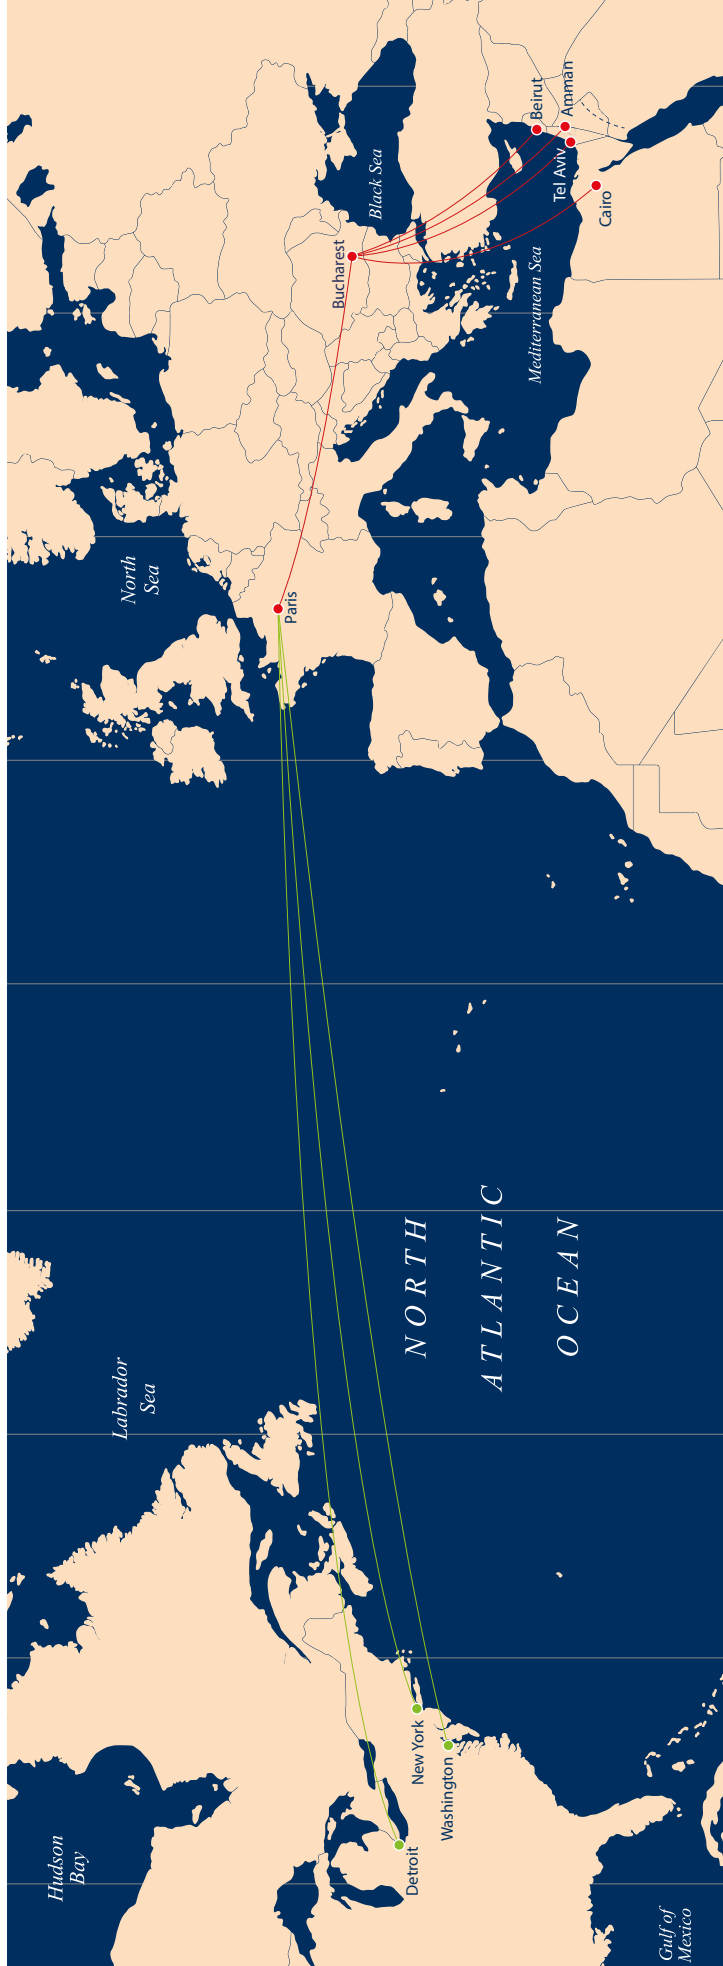 Hudson
Bay
Labrador
Sea
North
Sea
Black Sea
Detroit
New York
Washington
Paris
Bucharest
Beirut
Amman
Tel Aviv
Cairo
NORTH
ATLANTIC
OCEAN
Mediterranean Sea
Gulf of
Mexico